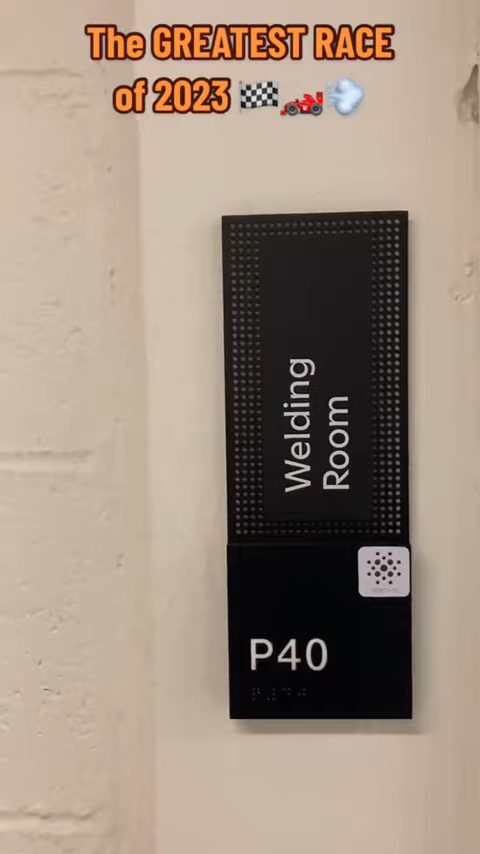 The GREATEST RACE
of 2023 🏁🏎️💨
Welding
Room
P40